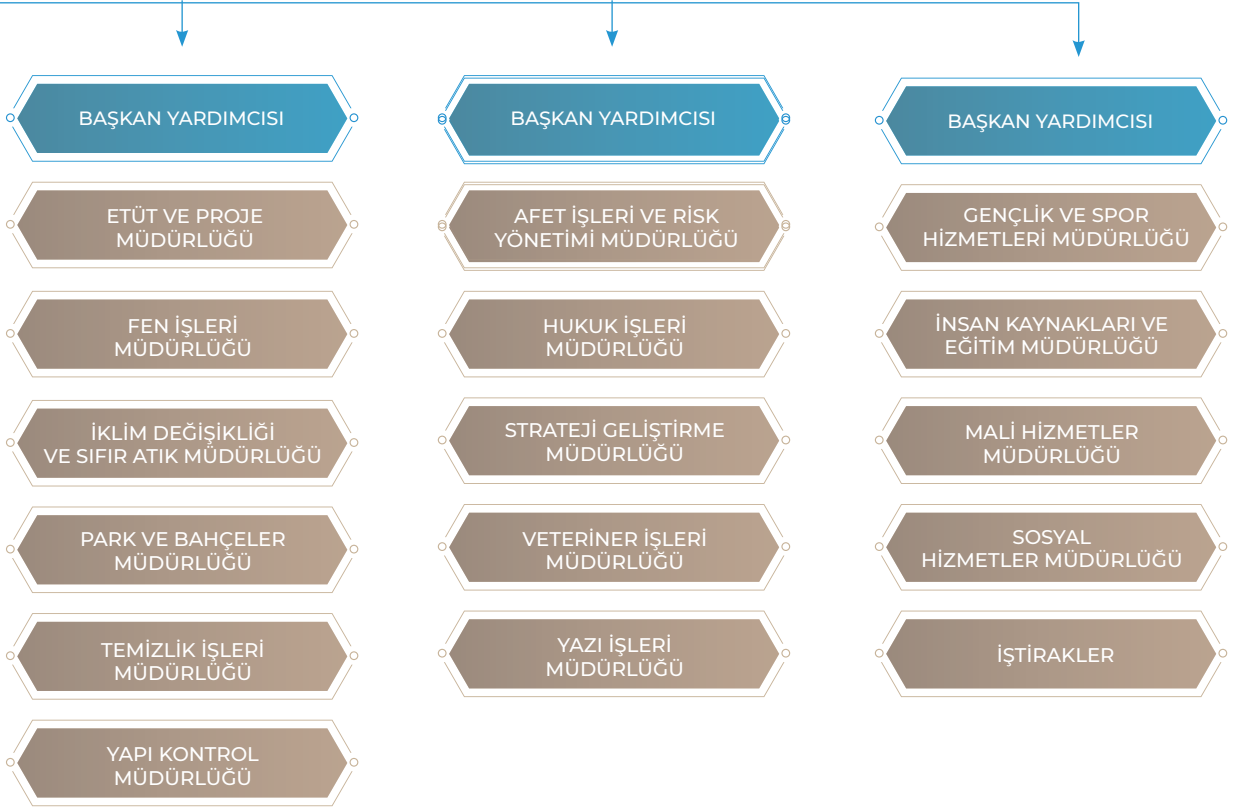 BAŞKAN YARDIMCISI
ETÜT VE PROJE
MÜDÜRLÜĞÜ
FEN İŞLERİ
MÜDÜRLÜĞÜ
İKLİM DEĞİŞİKLİĞİ
VE SIFIR ATIK MÜDÜRLÜĞÜ
PARK VE BAHÇELER
MÜDÜRLÜĞÜ
TEMİZLİK İŞLERİ
MÜDÜRLÜĞÜ
YAPI KONTROL
MÜDÜRLÜĞÜ
BAŞKAN YARDIMCISI
AFET İŞLERİ VE RİSK
YÖNETİMİ MÜDÜRLÜĞÜ
HUKUK İŞLERİ
MÜDÜRLÜĞÜ
STRATEJİ GELİŞTİRME
MÜDÜRLÜĞÜ
VETERİNER İŞLERİ
MÜDÜRLÜĞÜ
YAZI İŞLERİ
MÜDÜRLÜĞÜ
BAŞKAN YARDIMCISI
GENÇLİK VE SPOR
HİZMETLERİ MÜDÜRLÜĞÜ
İNSAN KAYNAKLARI VE
EĞİTİM MÜDÜRLÜĞÜ
MALİ HİZMETLER
MÜDÜRLÜĞÜ
SOSYAL
HİZMETLER MÜDÜRLÜĞÜ
İŞTİRAKLER